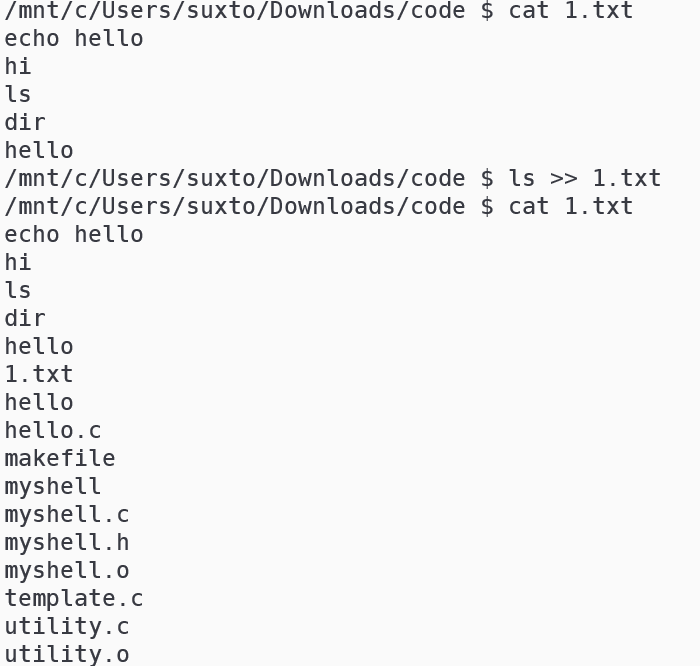 /mnt/c/Users/suxto/Downloads/code $ cat 1.txt
echo hello
hi
ls
dir
hello
/mnt/c/Users/suxto/Downloads/code $ ls >> 1.txt
/mnt/c/Users/suxto/Downloads/code $ cat 1.txt
echo hello
hi
ls
dir
hello
1.txt
hello
hello.c
makefile
myshell
myshell.c
myshell.h
myshell.o
template.c
utility.c
utility.o